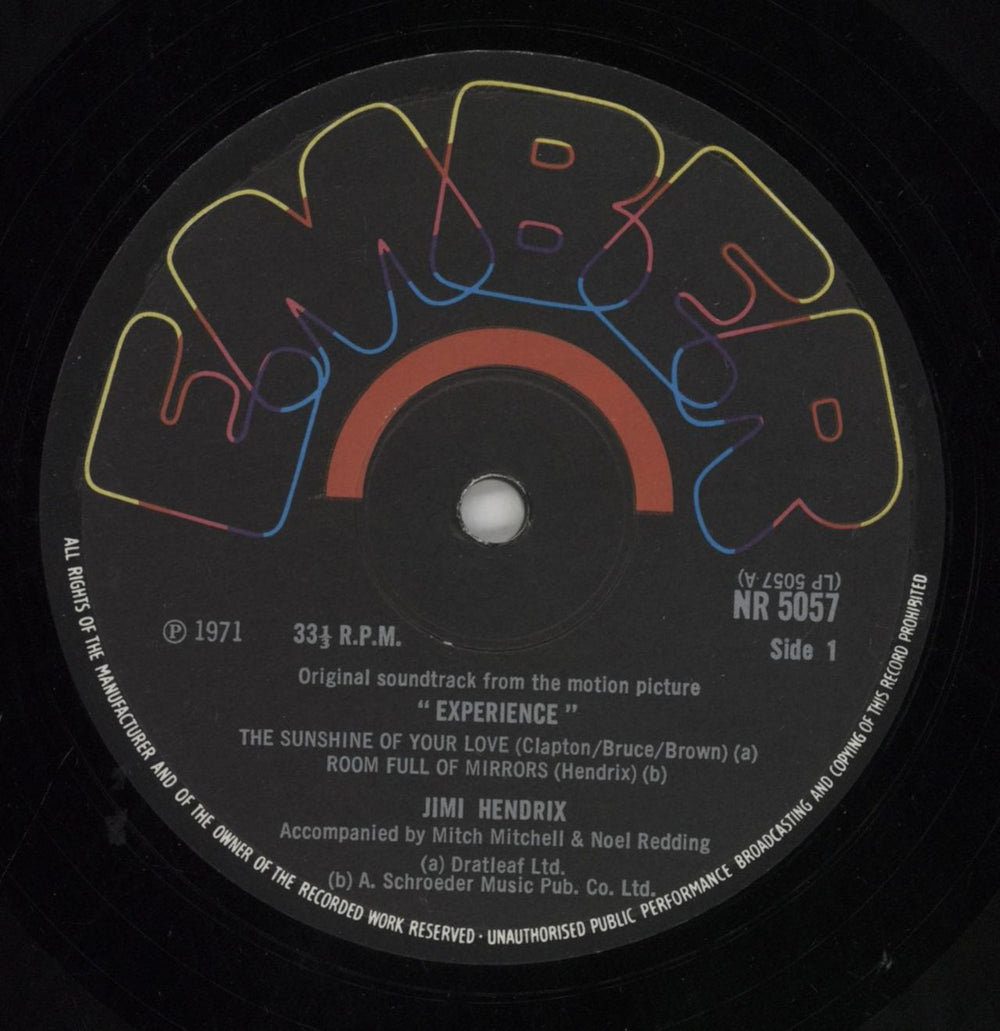 EMBER
(LP 5057 A)
NR 5057
Ⓟ 1971 33⅓ R.P.M.
Side 1
Original soundtrack from the motion picture
“ EXPERIENCE ”
THE SUNSHINE OF YOUR LOVE (Clapton/Bruce/Brown) (a)
ROOM FULL OF MIRRORS (Hendrix) (b)
JIMI HENDRIX
Accompanied by Mitch Mitchell & Noel Redding
(a) Dratleaf Ltd.
(b) A. Schroeder Music Pub. Co. Ltd.
ALL RIGHTS OF THE MANUFACTURER AND OF THE OWNER OF THE RECORDED WORK RESERVED · UNAUTHORISED PUBLIC PERFORMANCE BROADCASTING AND COPYING OF THIS RECORD PROHIBITED